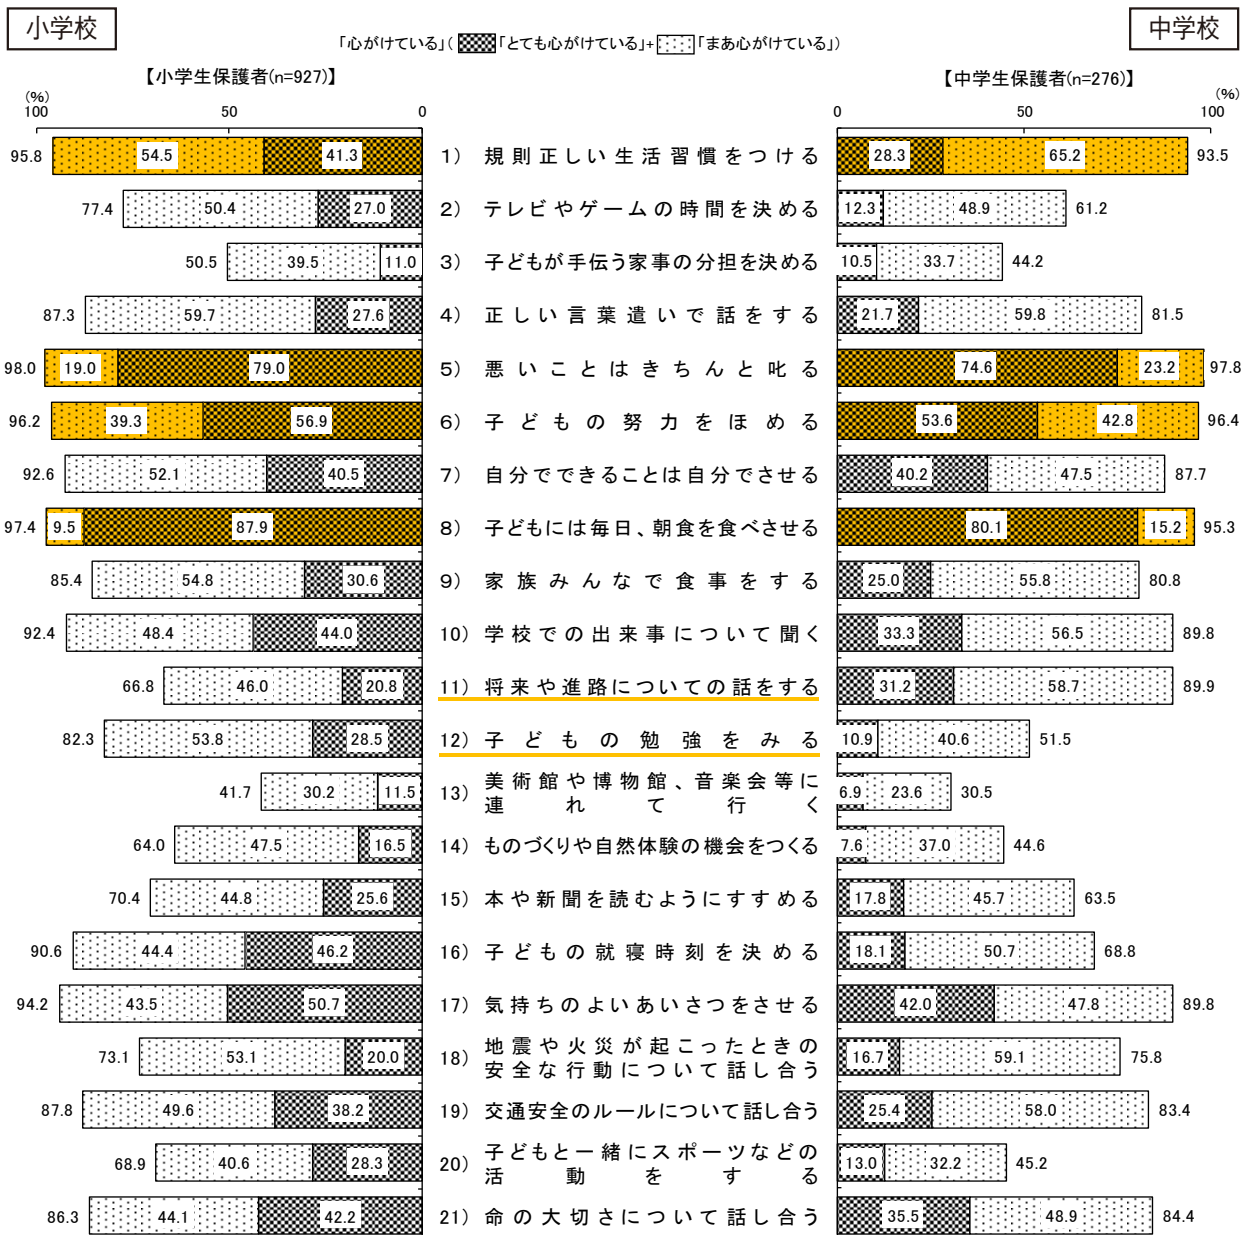 小学校
中学校
「心がけている」(「とても心がけている」+「まあ心がけている」)
【小学生保護者(n=927)】
【中学生保護者(n=276)】
(%)
100 50 0
(%)
0 50 100
95.8 54.5 41.3 1) 規則正しい生活習慣をつける 28.3 65.2 93.5
77.4 50.4 27.0 2) テレビやゲームの時間を決める 12.3 48.9 61.2
50.5 39.5 11.0 3) 子どもが手伝う家事の分担を決める 10.5 33.7 44.2
87.3 59.7 27.6 4) 正しい言葉遣いで話をする 21.7 59.8 81.5
98.0 19.0 79.0 5) 悪いことはきちんと叱る 74.6 23.2 97.8
96.2 39.3 56.9 6) 子どもの努力をほめる 53.6 42.8 96.4
92.6 52.1 40.5 7) 自分でできることは自分でさせる 40.2 47.5 87.7
97.4 9.5 87.9 8) 子どもには毎日、朝食を食べさせる 80.1 15.2 95.3
85.4 54.8 30.6 9) 家族みんなで食事をする 25.0 55.8 80.8
92.4 48.4 44.0 10) 学校での出来事について聞く 33.3 56.5 89.8
66.8 46.0 20.8 11) 将来や進路についての話をする 31.2 58.7 89.9
82.3 53.8 28.5 12) 子どもの勉強をみる 10.9 40.6 51.5
41.7 30.2 11.5 13) 美術館や博物館、音楽会等に
連れて行く 6.9 23.6 30.5
64.0 47.5 16.5 14) ものづくりや自然体験の機会をつくる 7.6 37.0 44.6
70.4 44.8 25.6 15) 本や新聞を読むようにすすめる 17.8 45.7 63.5
90.6 44.4 46.2 16) 子どもの就寝時刻を決める 18.1 50.7 68.8
94.2 43.5 50.7 17) 気持ちのよいあいさつをさせる 42.0 47.8 89.8
73.1 53.1 20.0 18) 地震や火災が起こったときの
安全な行動について話し合う 16.7 59.1 75.8
87.8 49.6 38.2 19) 交通安全のルールについて話し合う 25.4 58.0 83.4
68.9 40.6 28.3 20) 子どもと一緒にスポーツなどの
活動をする 13.0 32.2 45.2
86.3 44.1 42.2 21) 命の大切さについて話し合う 35.5 48.9 84.4